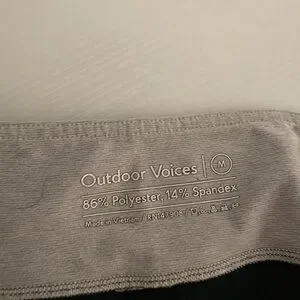 Outdoor Voices | M
86% Polyester, 14% Spandex
Made in Vietnam /